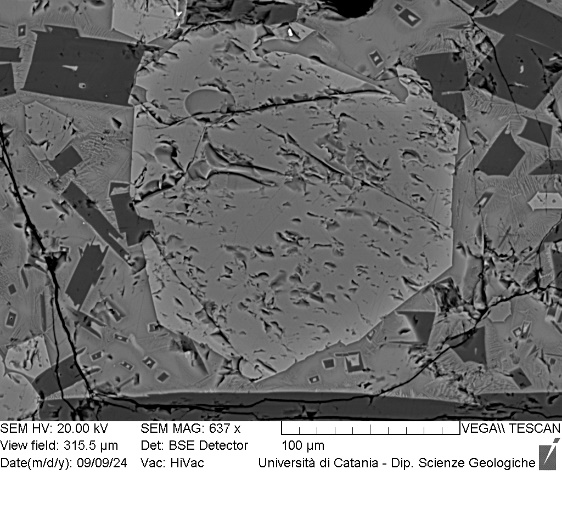 SEM HV: 20.00 kV SEM MAG: 637 x VEGA\\ TESCAN
View field: 315.5 µm Det: BSE Detector 100 µm
Date(m/d/y): 09/09/24 Vac: HiVac Università di Catania - Dip. Scienze Geologiche